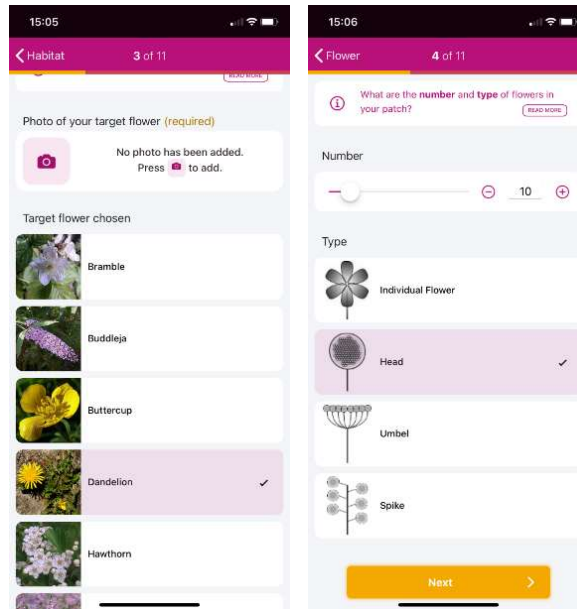 15:05
Habitat
3 of 11
READ MORE
Photo of your target flower (required)
No photo has been added.
Press to add.
Target flower chosen
Bramble
Buddleja
Buttercup
Dandelion
Hawthorn
15:06
Flower
4 of 11
What are the number and type of flowers in
your patch?
READ MORE
Number
10
Type
Individual Flower
Head
Umbel
Spike
Next